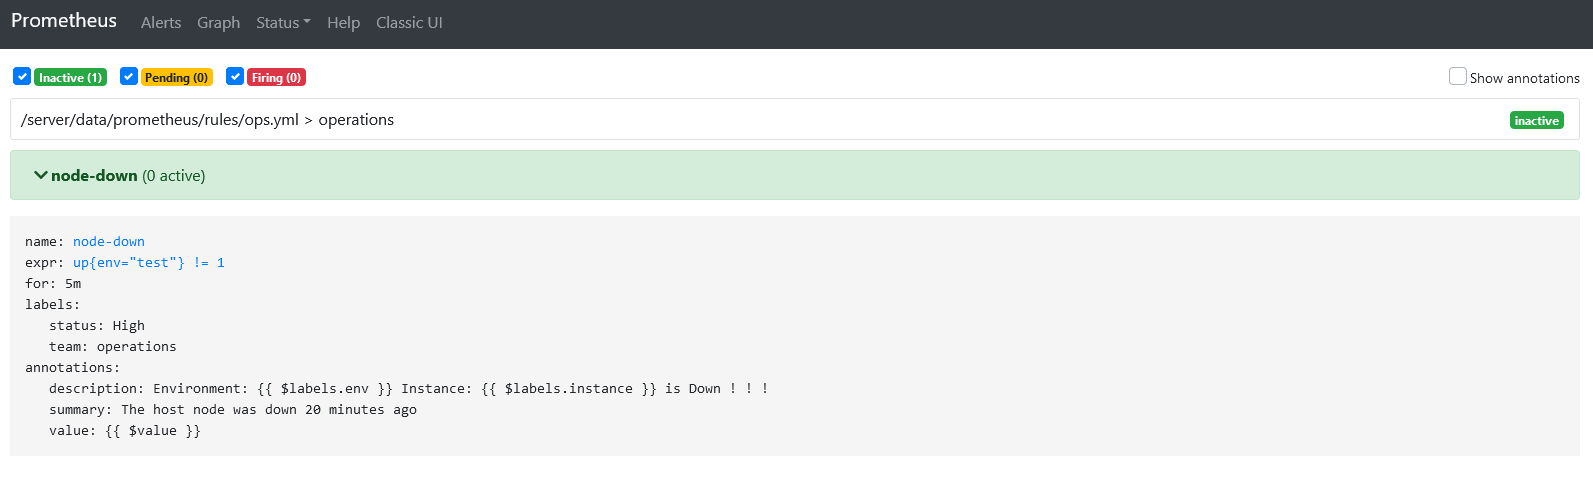 Prometheus Alerts Graph Status Help Classic UI
Inactive (1) Pending (0) Firing (0) Show annotations
/server/data/prometheus/rules/ops.yml > operations inactive
node-down (0 active)
name: node-down
expr: up{env="test"} != 1
for: 5m
labels:
status: High
team: operations
annotations:
description: Environment: {{ $labels.env }} Instance: {{ $labels.instance }} is Down ! ! !
summary: The host node was down 20 minutes ago
value: {{ $value }}